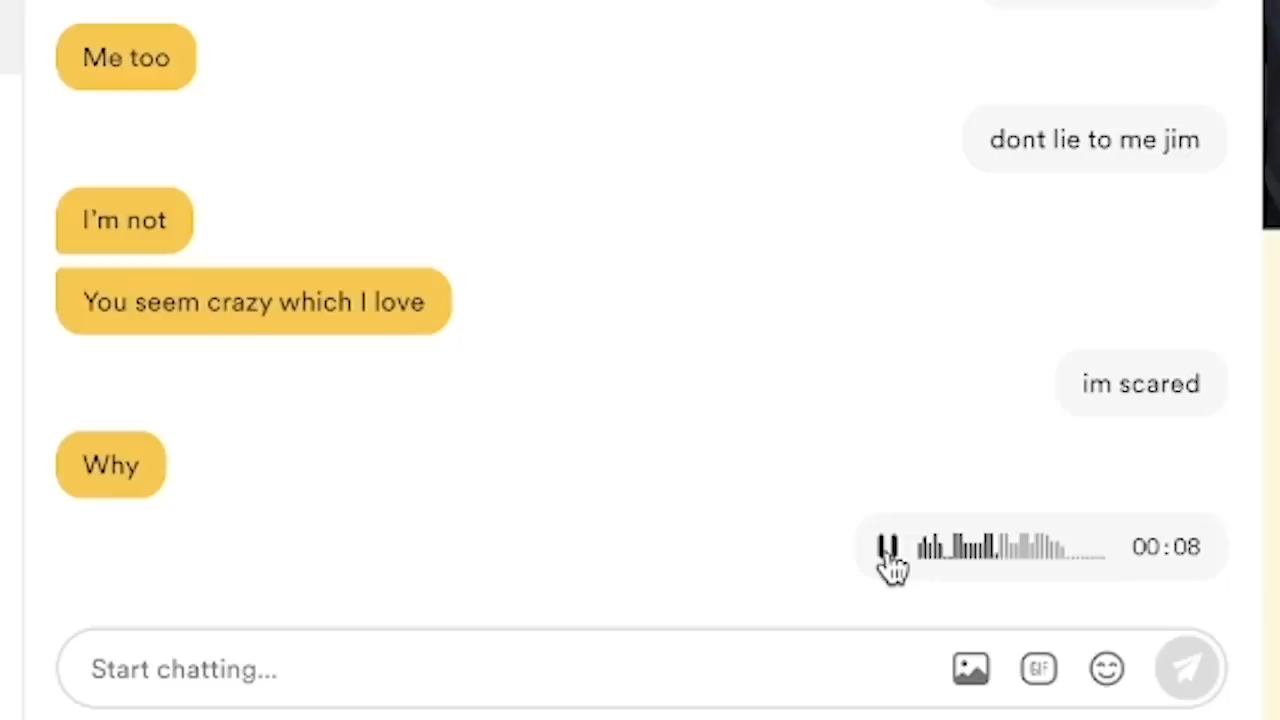 Me too
dont lie to me jim
I'm not
You seem crazy which I love
im scared
Why
00:08
Start chatting...
GIF